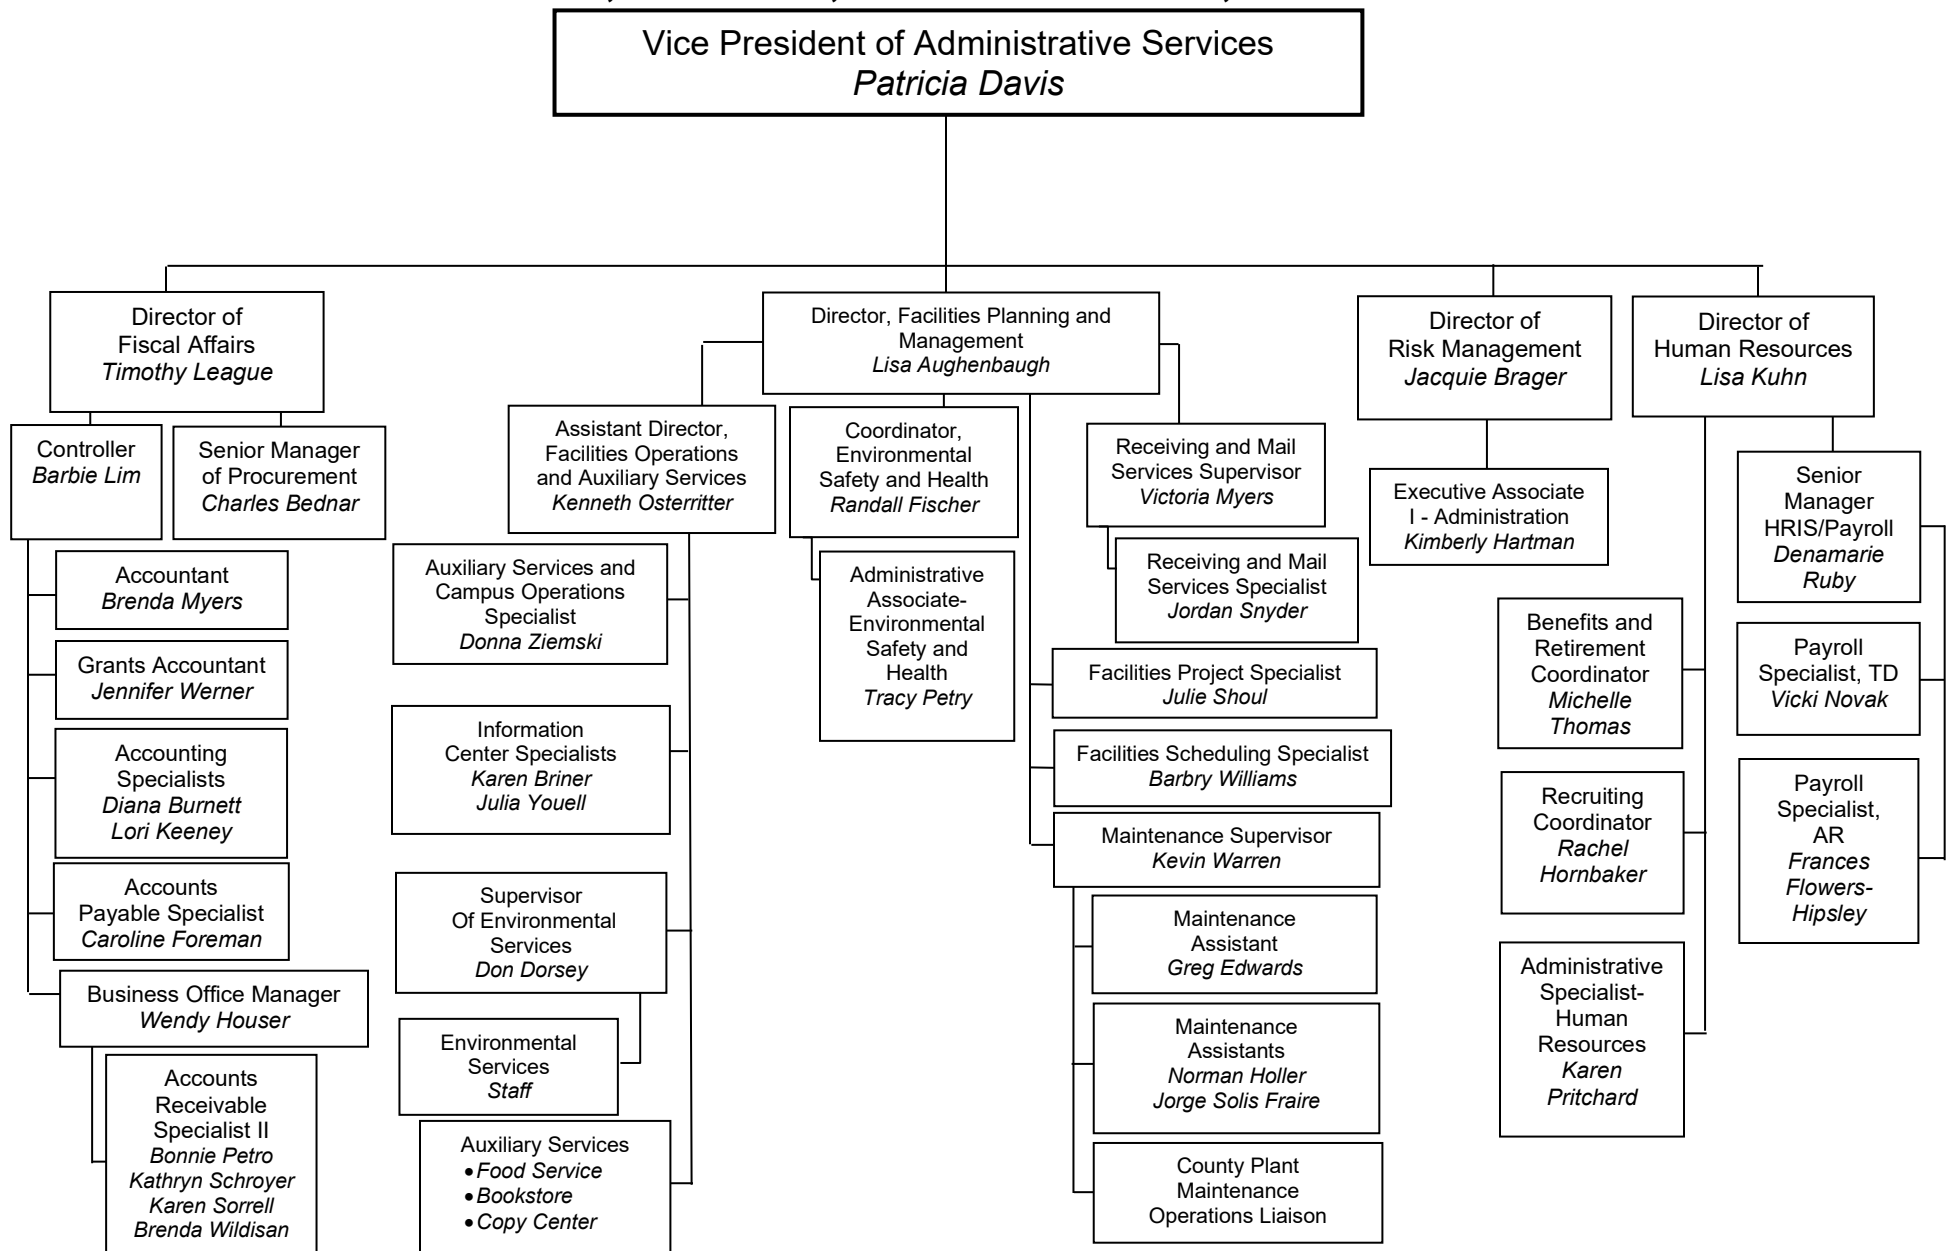 Vice President of Administrative Services
Patricia Davis
Director of
Fiscal Affairs
Timothy League
Controller
Barbie Lim
Senior Manager
of Procurement
Charles Bednar
Accountant
Brenda Myers
Grants Accountant
Jennifer Werner
Accounting
Specialists
Diana Burnett
Lori Keeney
Accounts
Payable Specialist
Caroline Foreman
Business Office Manager
Wendy Houser
Accounts
Receivable
Specialist II
Bonnie Petro
Kathryn Schroyer
Karen Sorrell
Brenda Wildisan
Director, Facilities Planning and
Management
Lisa Aughenbaugh
Assistant Director,
Facilities Operations
and Auxiliary Services
Kenneth Osterritter
Auxiliary Services and
Campus Operations
Specialist
Donna Ziemski
Information
Center Specialists
Karen Briner
Julia Youell
Supervisor
Of Environmental
Services
Don Dorsey
Environmental
Services
Staff
Auxiliary Services
• Food Service
• Bookstore
• Copy Center
Coordinator,
Environmental
Safety and Health
Randall Fischer
Administrative
Associate-
Environmental
Safety and
Health
Tracy Petry
Receiving and Mail
Services Supervisor
Victoria Myers
Receiving and Mail
Services Specialist
Jordan Snyder
Facilities Project Specialist
Julie Shoul
Facilities Scheduling Specialist
Barbry Williams
Maintenance Supervisor
Kevin Warren
Maintenance
Assistant
Greg Edwards
Maintenance
Assistants
Norman Holler
Jorge Solis Fraire
County Plant
Maintenance
Operations Liaison
Director of
Risk Management
Jacquie Brager
Executive Associate
I - Administration
Kimberly Hartman
Director of
Human Resources
Lisa Kuhn
Benefits and
Retirement
Coordinator
Michelle
Thomas
Recruiting
Coordinator
Rachel
Hornbaker
Administrative
Specialist-
Human
Resources
Karen
Pritchard
Senior
Manager
HRIS/Payroll
Denamarie
Ruby
Payroll
Specialist, TD
Vicki Novak
Payroll
Specialist,
AR
Frances
Flowers-
Hipsley